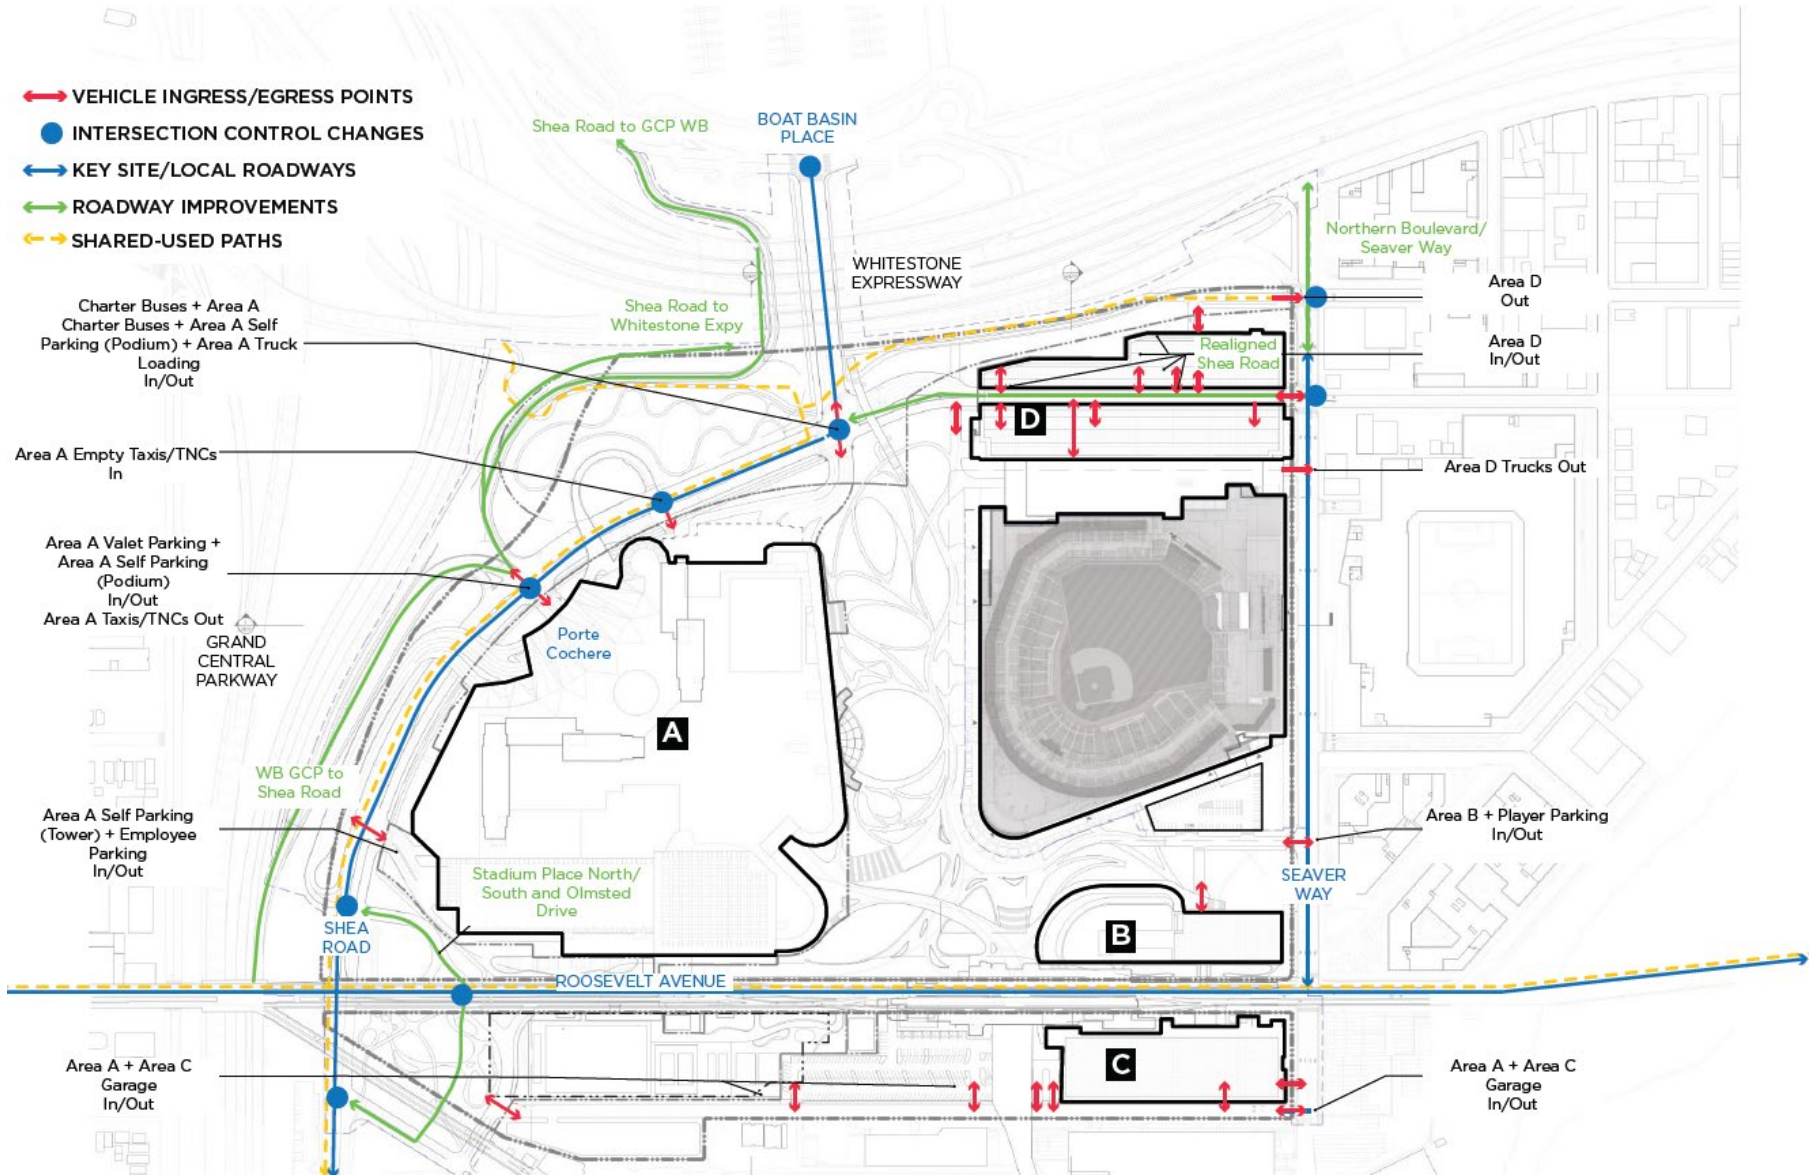 VEHICLE INGRESS/EGRESS POINTS
INTERSECTION CONTROL CHANGES
KEY SITE/LOCAL ROADWAYS
ROADWAY IMPROVEMENTS
SHARED-USED PATHS
Shea Road to GCP WB
BOAT BASIN
PLACE
Northern Boulevard/
Seaver Way
WHITESTONE
EXPRESSWAY
Area D
Out
Charter Buses + Area A
Charter Buses + Area A Self
Parking (Podium) + Area A Truck
Loading
In/Out
Shea Road to
Whitestone Expy
Realigned
Shea Road
Area D
In/Out
D
Area A Empty Taxis/TNCs
In
Area D Trucks Out
Area A Valet Parking +
Area A Self Parking
(Podium)
In/Out
Area A Taxis/TNCs Out
GRAND
CENTRAL
PARKWAY
Porte
Cochere
A
WB GCP to
Shea Road
Area A Self Parking
(Tower) + Employee
Parking
In/Out
Area B + Player Parking
In/Out
Stadium Place North/
South and Olmsted
Drive
SEAVER
WAY
SHEA
ROAD
B
ROOSEVELT AVENUE
Area A + Area C
Garage
In/Out
C
Area A + Area C
Garage
In/Out